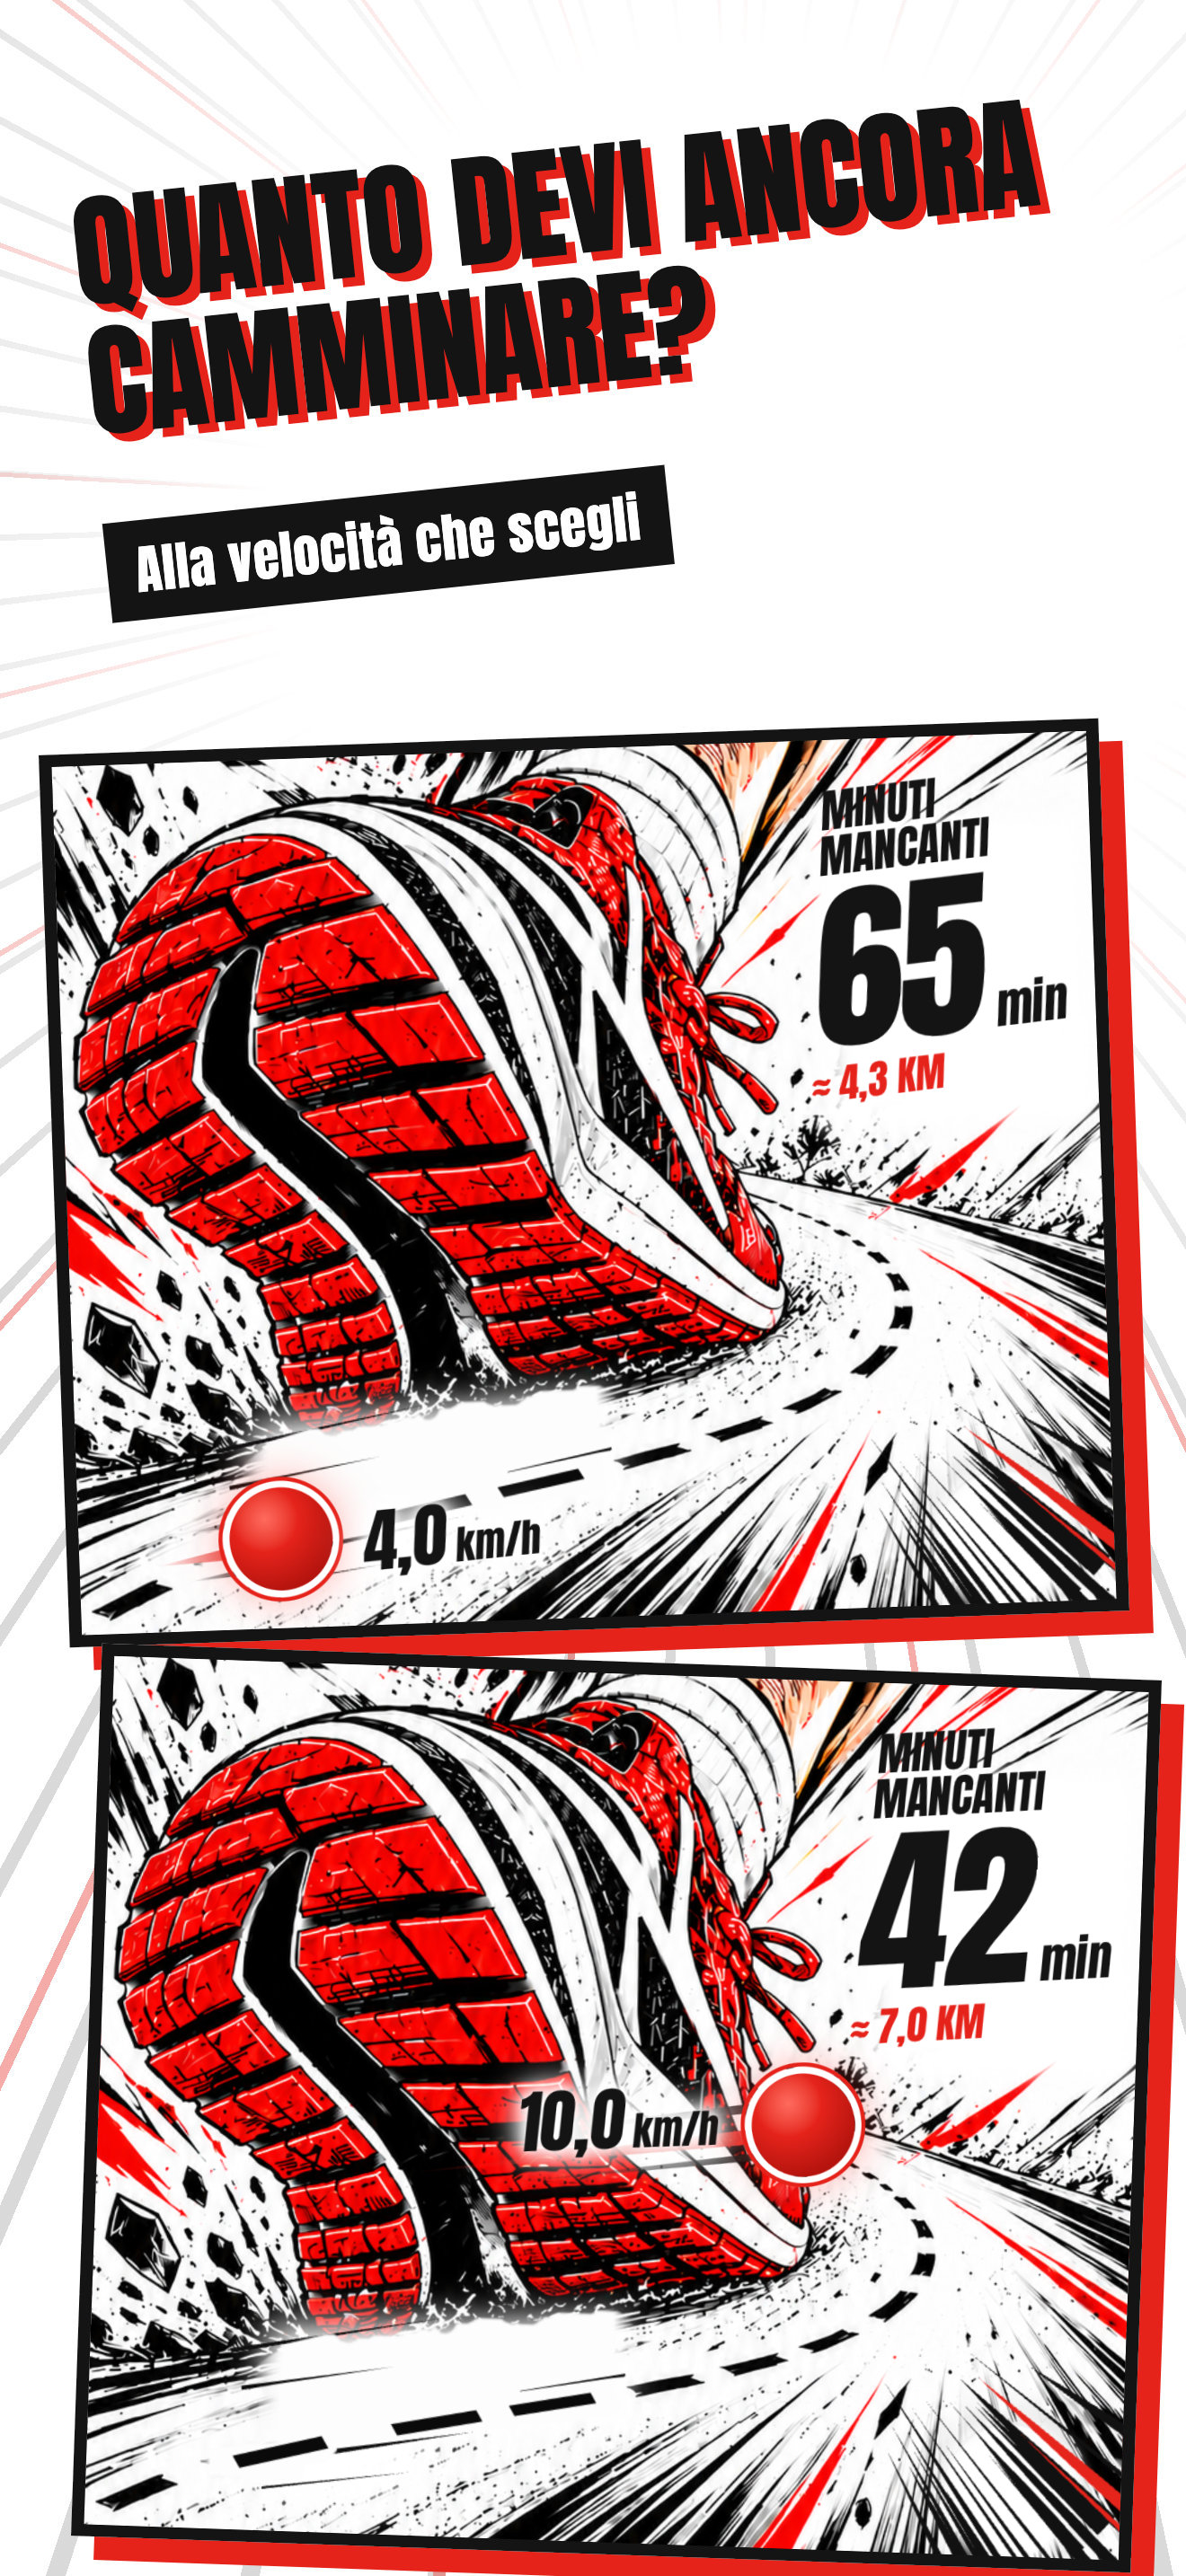 QUANTO DEVI ANCORA
CAMMINARE?
Alla velocità che scegli
MINUTI
MANCANTI
65 min
≈ 4,3 KM
4,0 km/h
MINUTI
MANCANTI
42 min
≈ 7,0 KM
10,0 km/h